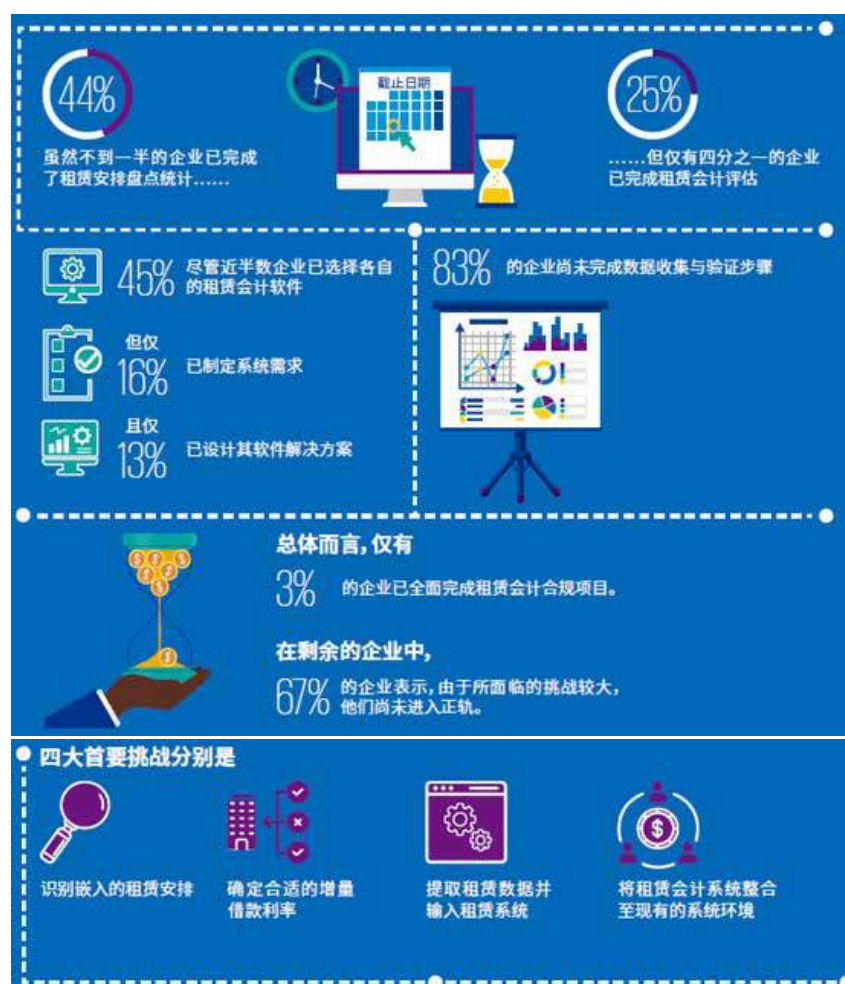 44%
虽然不到一半的企业已完成
了租赁安排盘点统计……
截止日期
25%
……但仅有四分之一的企业
已完成租赁会计评估
45%
尽管近半数企业已选择各自
的租赁会计软件
但仅
16%
已制定系统需求
且仅
13%
已设计其软件解决方案
83%
的企业尚未完成数据收集与验证步骤
总体而言,仅有
3%
的企业已全面完成租赁会计合规项目。
在剩余的企业中,
67%
的企业表示,由于所面临的挑战较大,
他们尚未进入正轨。
四大首要挑战分别是
识别嵌入的租赁安排
确定合适的增量
借款利率
提取租赁数据并
输入租赁系统
将租赁会计系统整合
至现有的系统环境